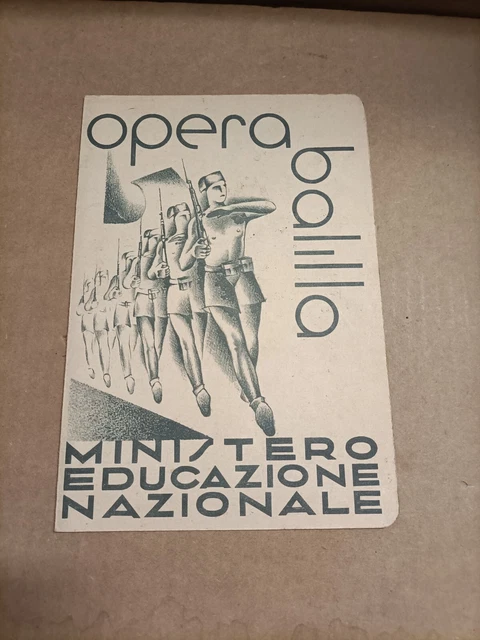 opera
balilla
MINISTERO
EDUCAZIONE
NAZIONALE